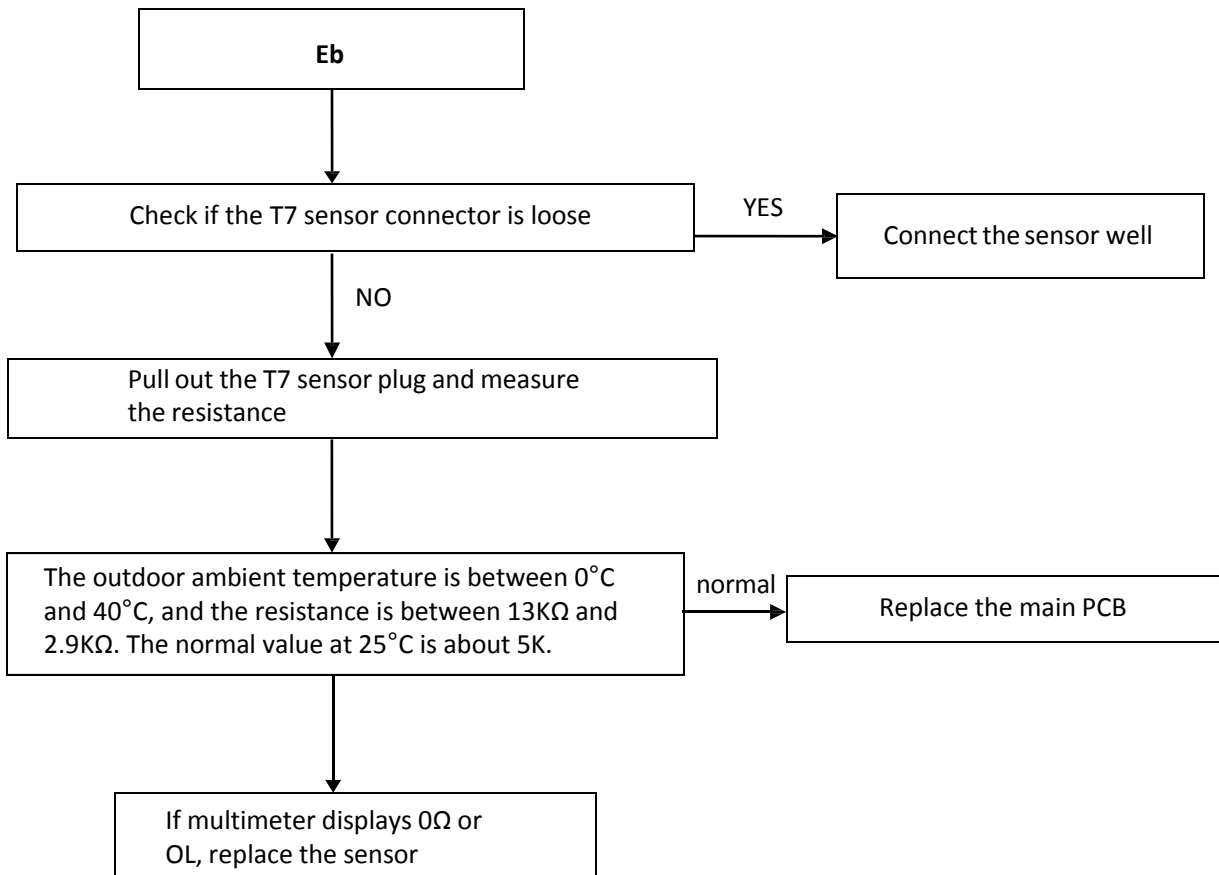 Eb
Check if the T7 sensor connector is loose
YES
Connect the sensor well
NO
Pull out the T7 sensor plug and measure
the resistance
The outdoor ambient temperature is between 0°C
and 40°C, and the resistance is between 13KΩ and
2.9KΩ. The normal value at 25°C is about 5K.
normal
Replace the main PCB
If multimeter displays 0Ω or
OL, replace the sensor